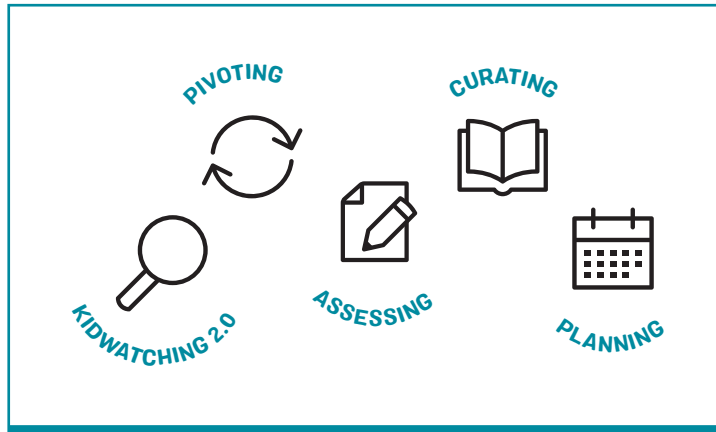 KIDWATCHING 2.0
PIVOTING
ASSESSING
CURATING
PLANNING